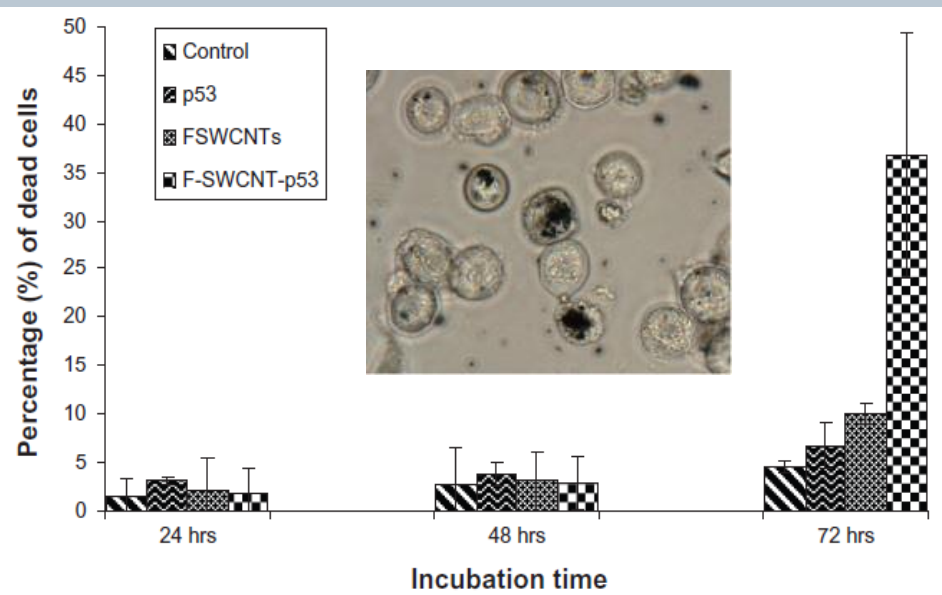 Percentage (%) of dead cells
50
45
40
35
30
25
20
15
10
5
0
Control
p53
FSWCNTs
F-SWCNT-p53
24 hrs
48 hrs
72 hrs
Incubation time